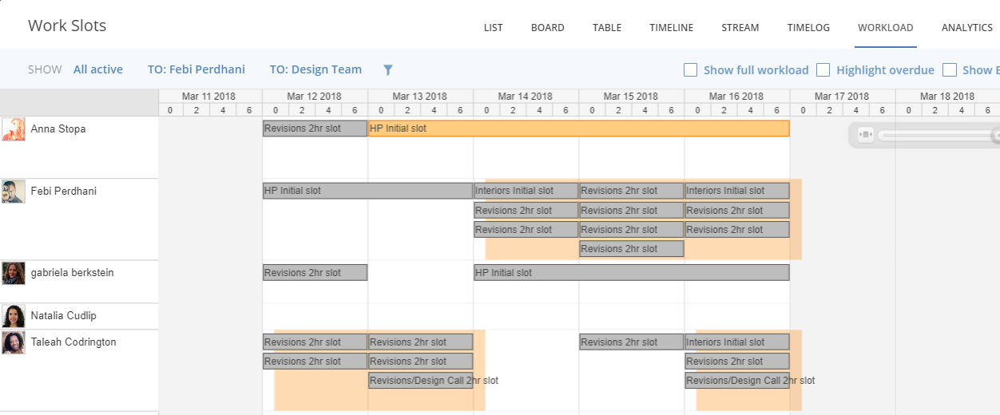 Work Slots
LIST BOARD TABLE TIMELINE STREAM TIMELOG WORKLOAD ANALYTICS
SHOW All active TO: Febi Perdhani TO: Design Team Show full workload Highlight overdue Show E
Mar 11 2018 Mar 12 2018 Mar 13 2018 Mar 14 2018 Mar 15 2018 Mar 16 2018 Mar 17 2018 Mar 18 2018
0 2 4 6 0 2 4 6 0 2 4 6 0 2 4 6 0 2 4 6 0 2 4 6 0 2 4 6 0 2 4 6
Anna Stopa Revisions 2hr slot HP Initial slot
Febi Perdhani HP Initial slot Interiors Initial slot Revisions 2hr slot Interiors Initial slot
Revisions 2hr slot Revisions 2hr slot Revisions 2hr slot
Revisions 2hr slot Revisions 2hr slot Revisions 2hr slot
Revisions 2hr slot
gabriela berkstein Revisions 2hr slot HP Initial slot
Natalia Cudlip
Taleah Codrington Revisions 2hr slot Revisions 2hr slot Revisions 2hr slot Interiors Initial slot
Revisions 2hr slot Revisions 2hr slot Revisions 2hr slot
Revisions/Design Call 2hr slot Revisions/Design Call 2hr slot